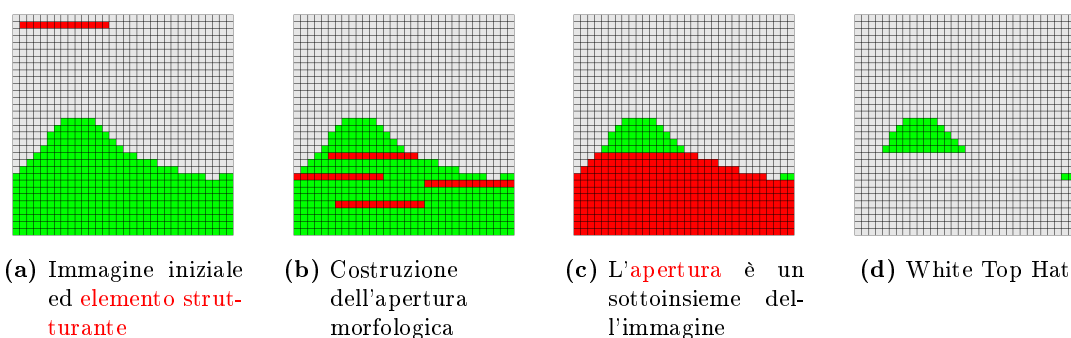 (a) Immagine iniziale
ed elemento strut-
turante
(b) Costruzione
dell'apertura
morfologica
(c) L'apertura è un
sottoinsieme del-
l'immagine
(d) White Top Hat